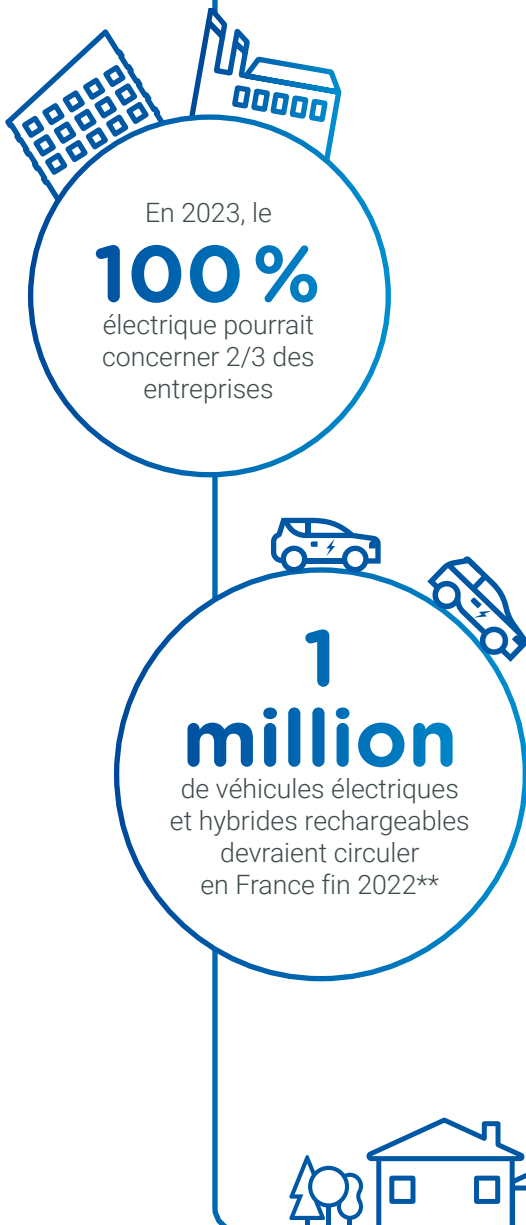 En 2023, le
100 %
électrique pourrait
concerner 2/3 des
entreprises
1
million
de véhicules électriques
et hybrides rechargeables
devraient circuler
en France fin 2022**